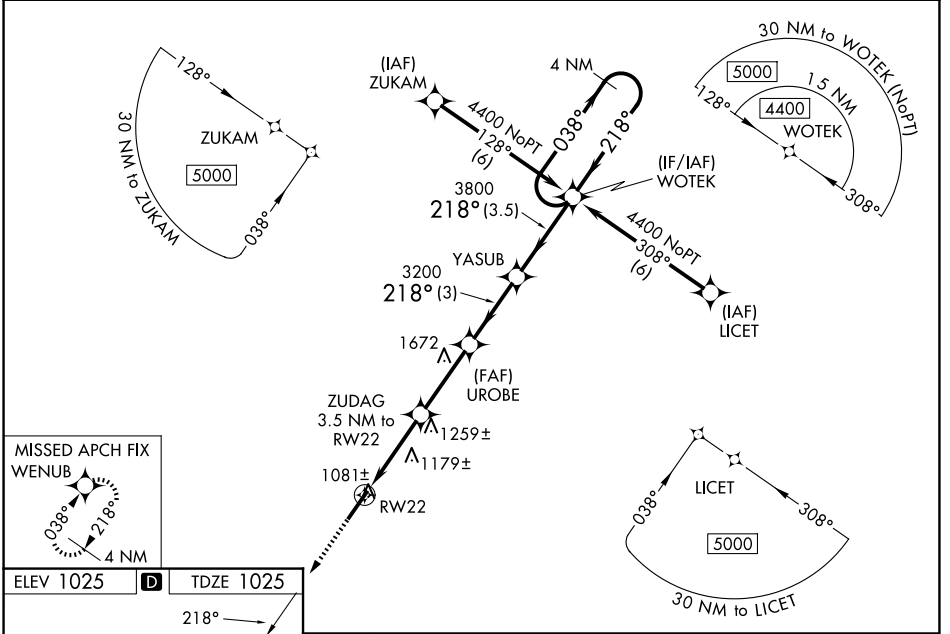 128°
ZUKAM
5000
30 NM to ZUKAM
038°
(IAF)
ZUKAM
4400 NoPT
128°
(6)
4 NM
038°
218°
(IF/IAF)
WOTEK
30 NM to WOTEK (NoPT)
5000
15 NM
4400
128°
WOTEK
308°
3800
218° (3.5)
4400 NoPT
308°
(6)
(IAF)
LICET
YASUB
3200
218° (3)
1672
(FAF)
UROBE
ZUDAG
3.5 NM to
RW22
1259±
1179±
1081±
RW22
LICET
038°
308°
5000
30 NM to LICET
MISSED APCH FIX
WENUB
038°
218°
4 NM
ELEV 1025 D TDZE 1025
218°